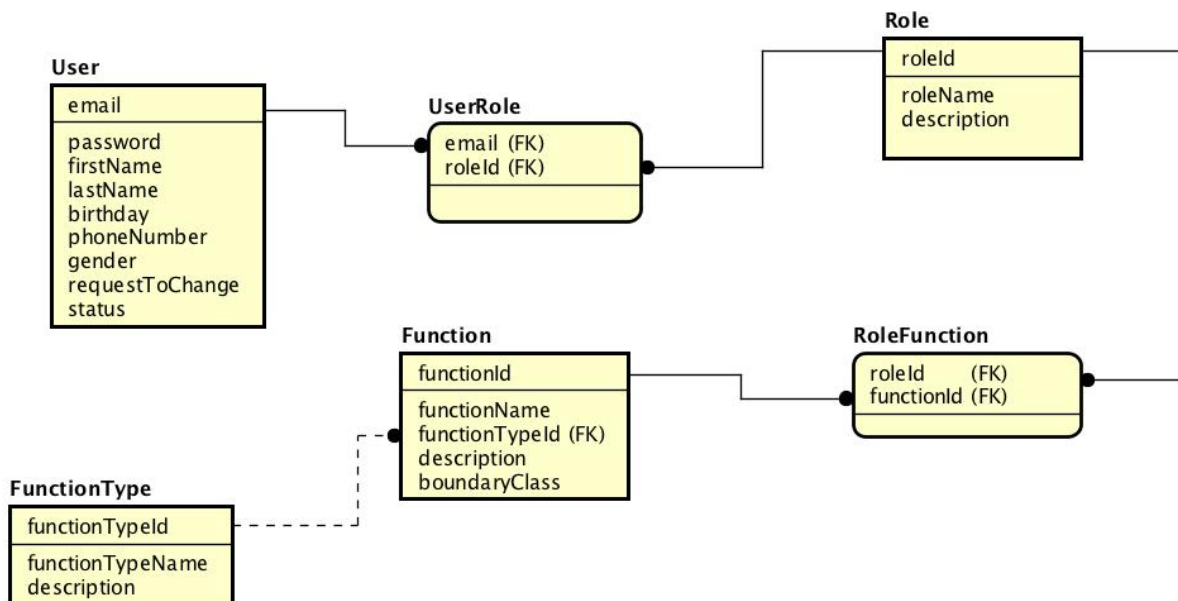 Role
roleId
roleName
description
User
email
password
firstName
lastName
birthday
phoneNumber
gender
requestToChange
status
UserRole
email (FK)
roleId (FK)
Function
functionId
functionName
functionTypeId (FK)
description
boundaryClass
RoleFunction
roleId (FK)
functionId (FK)
FunctionType
functionTypeId
functionTypeName
description